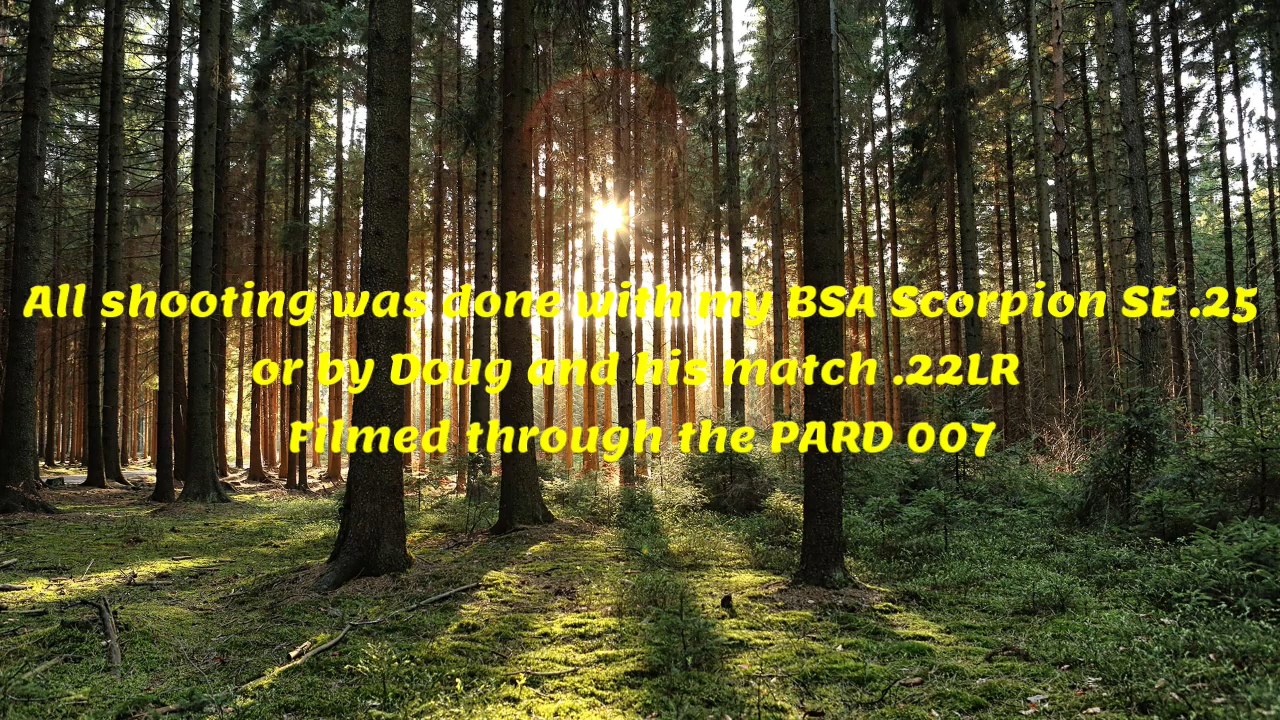 All shooting was done with my BSA Scorpion SE .25
or by Doug and his match .22LR
Filmed through the PARD 007